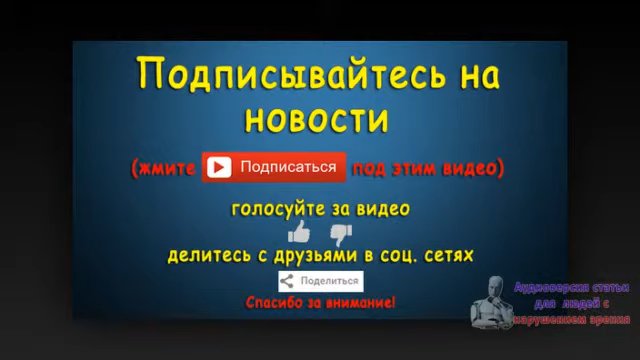 Подписывайтесь на
новости
(жмите Подписаться под этим видео)
голосуйте за видео
делитесь с друзьями в соц. сетях
Поделиться
Спасибо за внимание!
Аудиоверсия статьи
для людей с
нарушением зрения